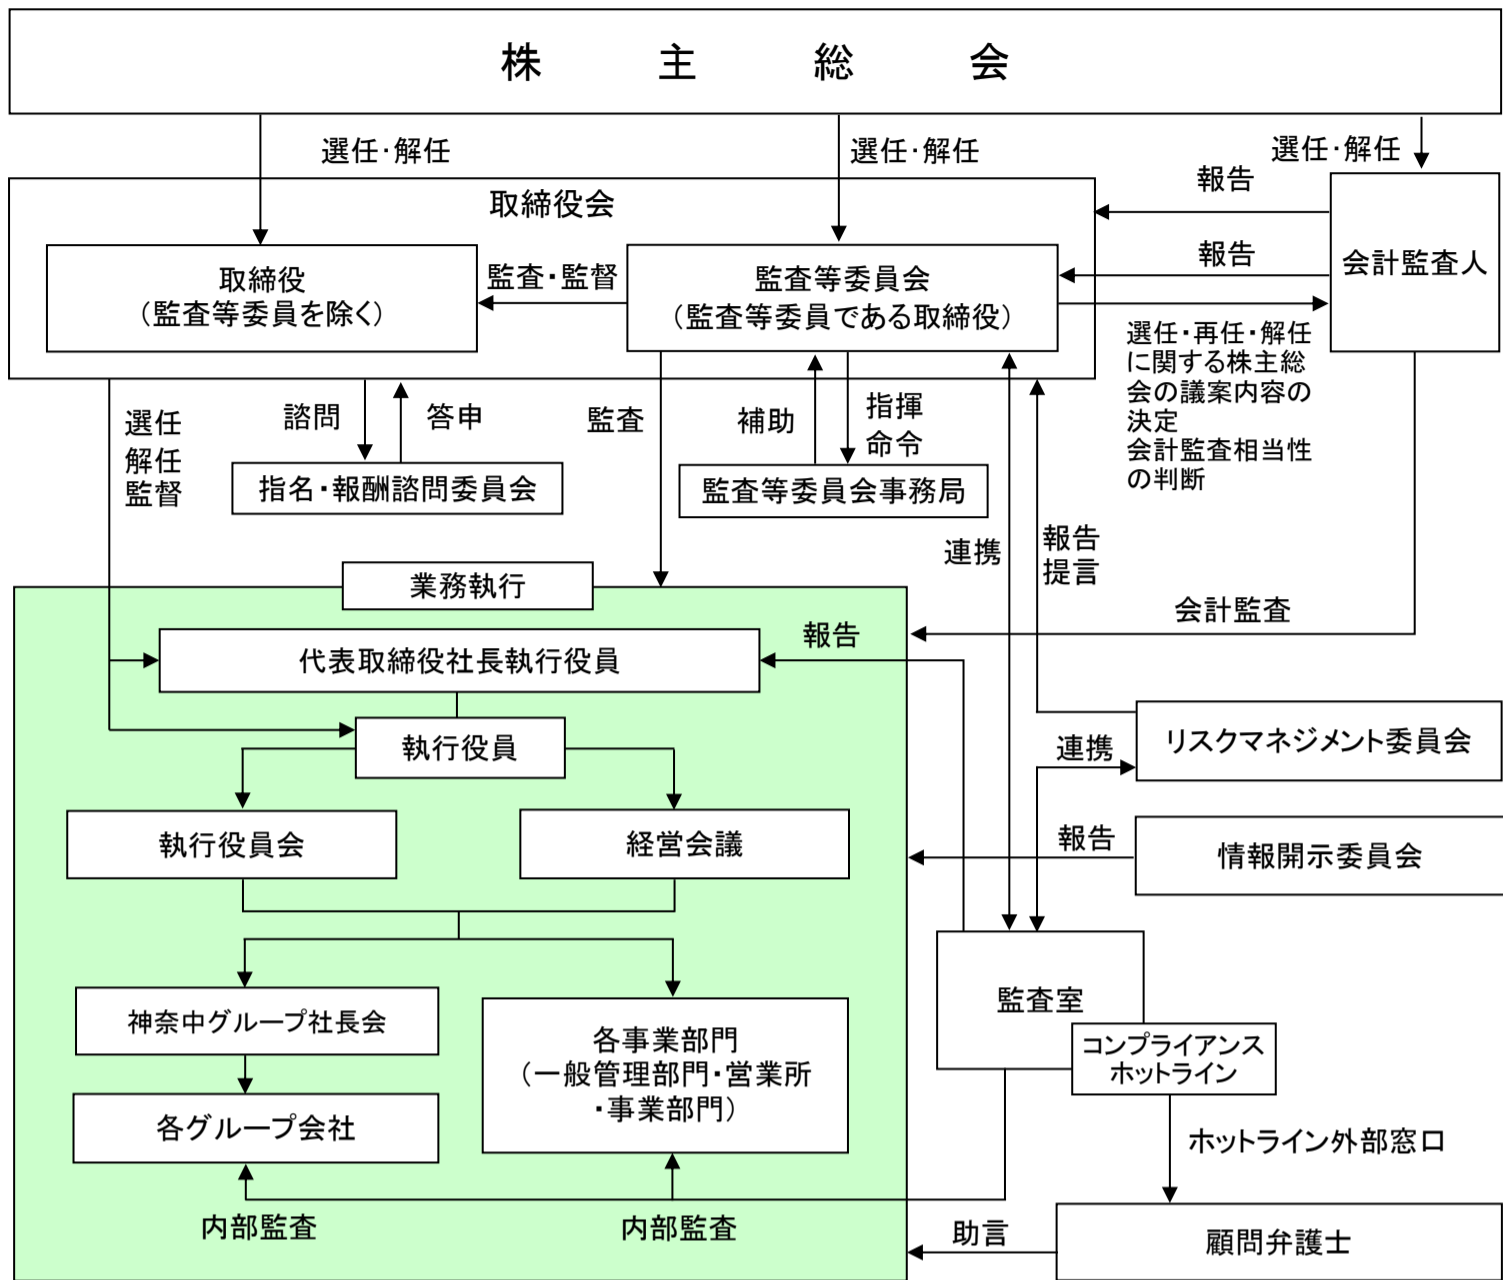 株主総会
選任・解任
選任・解任
選任・解任
報告
取締役会
取締役
（監査等委員を除く）
監査・監督
監査等委員会
（監査等委員である取締役）
報告
会計監査人
選任・再任・解任
に関する株主総
会の議案内容の
決定
会計監査相当性
の判断
選任
解任
監督
諮問
答申
指名・報酬諮問委員会
監査
補助
指揮
命令
監査等委員会事務局
連携
報告
提言
会計監査
業務執行
代表取締役社長執行役員
報告
執行役員
リスクマネジメント委員会
連携
執行役員会
経営会議
報告
情報開示委員会
監査室
コンプライアンス
ホットライン
神奈中グループ社長会
各事業部門
（一般管理部門・営業所
・事業部門）
各グループ会社
ホットライン外部窓口
内部監査
内部監査
助言
顧問弁護士